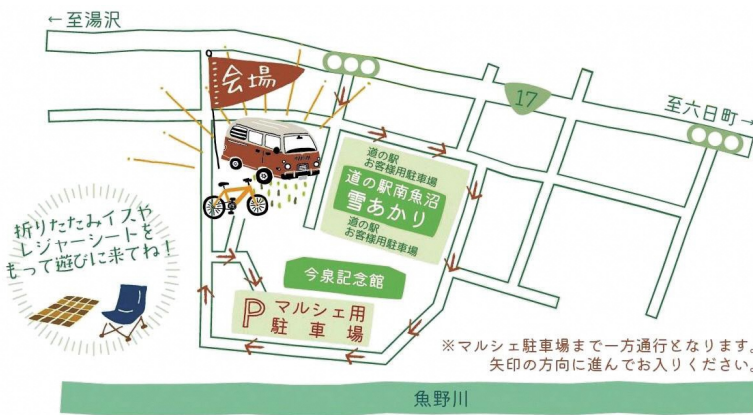 ←至湯沢
会場
17
至六日町→
道の駅
お客様用駐車場
道の駅南魚沼
雪あかり
道の駅
お客様用駐車場
折りたたみイスや
レジャーシートを
もって遊びに来てね!
今泉記念館
P マルシェ用
駐車場
※マルシェ駐車場まで一方通行となります。
矢印の方向に進んでお入りください。
魚野川